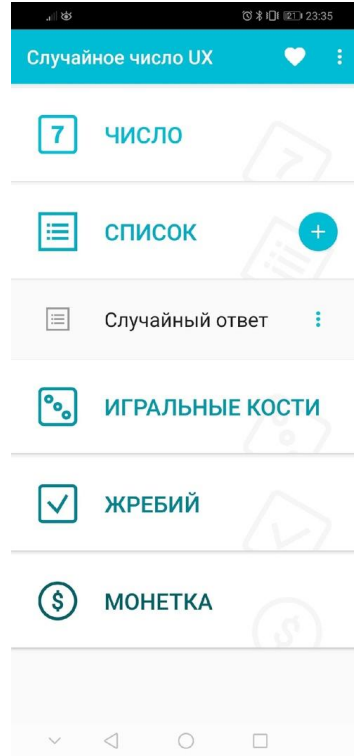 23:35
Случайное число UX
7 ЧИСЛО
СПИСОК
Случайный ответ
ИГРАЛЬНЫЕ КОСТИ
ЖРЕБИЙ
$ МОНЕТКА